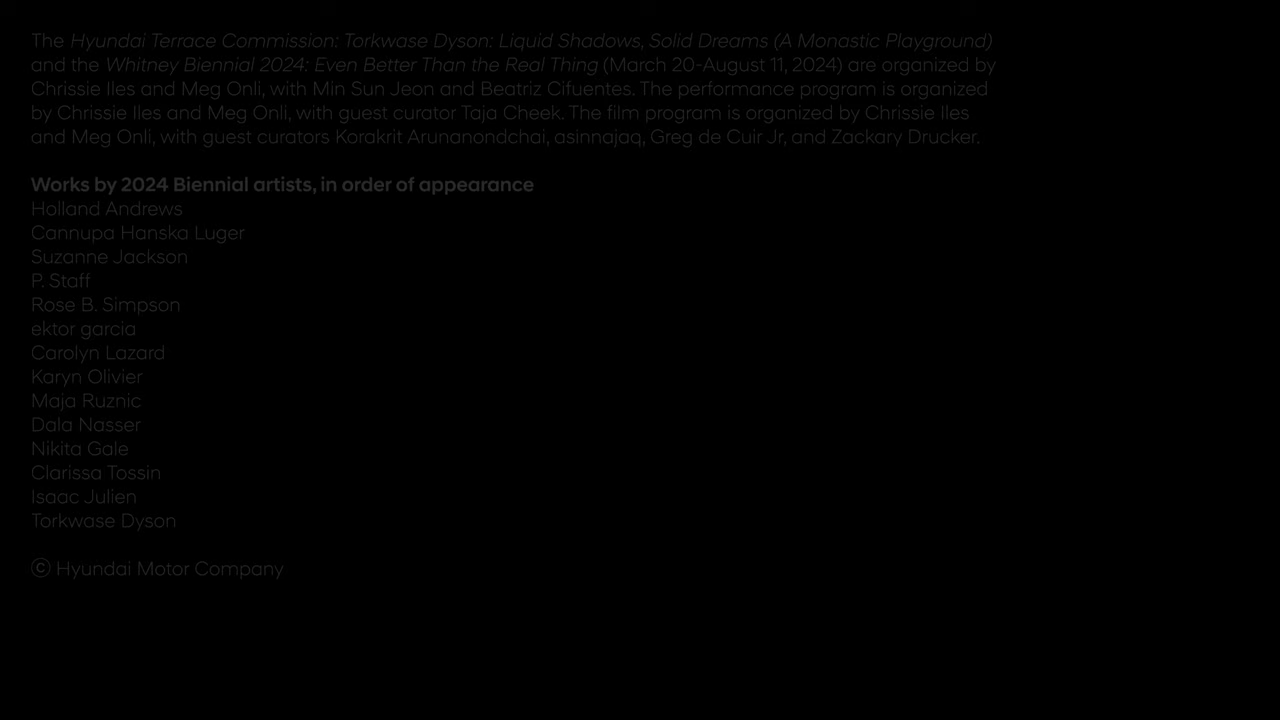 The Hyundai Terrace Commission: Torkwase Dyson: Liquid Shadows, Solid Dreams (A Monastic Playground)
and the Whitney Biennial 2024: Even Better Than the Real Thing (March 20-August 11, 2024) are organized by
Chrissie Iles and Meg Onli, with MIn Sun Jeon and Beatriz Cifuentes. The performance program is organized
by Chrissie Iles and Meg Onli, with guest curator Taja Cheek. The film program is organized by Chrissie Iles
and Meg Onli, with guest curators Korakrit Arunanondchai, asinnajaq, Greg de Cuir Jr, and Zackary Drucker.
Works by 2024 Biennial artists, in order of appearance
Holland Andrews
Cannupa Hanska Luger
Suzanne Jackson
P. Staff
Rose B. Simpson
ektor garcia
Carolyn Lazard
Karyn Olivier
Maja Ruznic
Dala Nasser
Nikita Gale
Clarissa Tossin
Isaac Julien
Torkwase Dyson
© Hyundai Motor Company